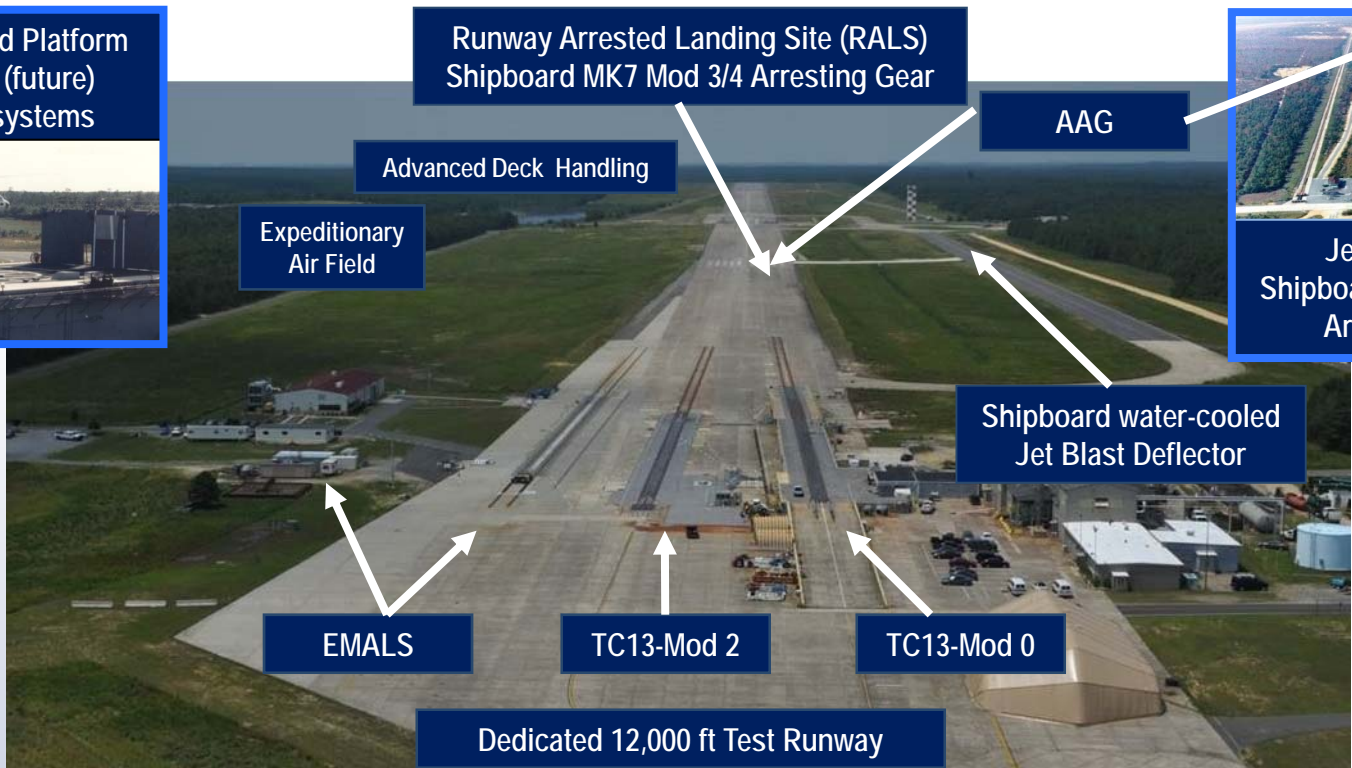 d Platform
(future)
systems
Runway Arrested Landing Site (RALS)
Shipboard MK7 Mod 3/4 Arresting Gear
AAG
Advanced Deck Handling
Expeditionary
Air Field
Je
Shipboa
Ar
Shipboard water-cooled
Jet Blast Deflector
EMALS
TC13-Mod 2
TC13-Mod 0
Dedicated 12,000 ft Test Runway